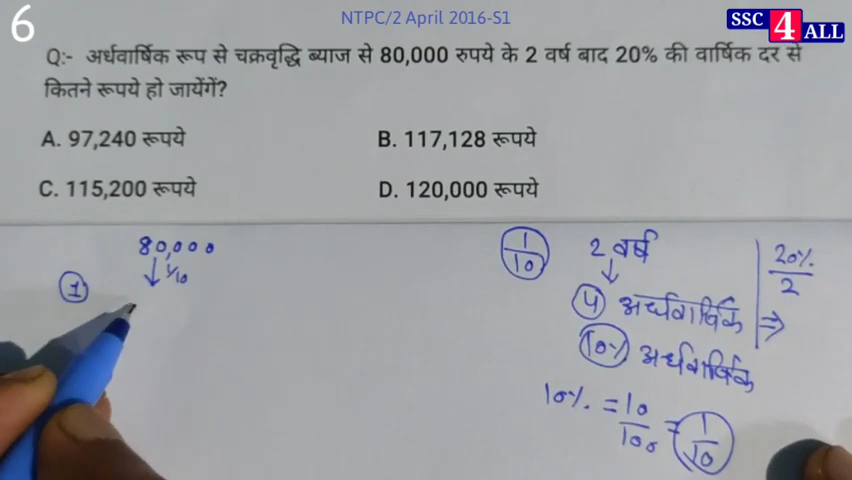 6
NTPC/2 April 2016-S1
SSC 4 ALL
Q:- अर्धवार्षिक रूप से चक्रवृद्धि ब्याज से 80,000 रुपये के 2 वर्ष बाद 20% की वार्षिक दर से
कितने रूपये हो जायेंगें?
A. 97,240 रूपये B. 117,128 रूपये
C. 115,200 रूपये D. 120,000 रूपये
80,000
1/10
1
1/10
2 वर्ष
4 अर्धवार्षिक ⇒
20%/2
10% अर्धवार्षिक
10% = 10/100 = 1/10